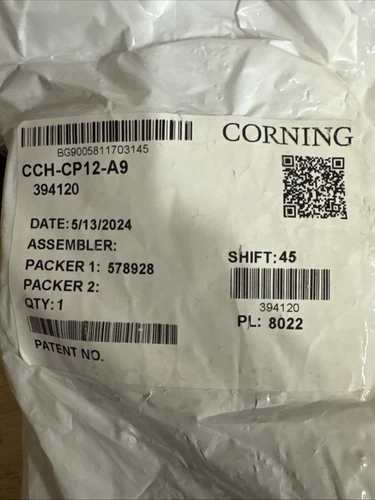 CORNING
BG9005811703145
CCH-CP12-A9
394120
DATE:5/13/2024
ASSEMBLER:
SHIFT:45
PACKER 1: 578928
PACKER 2:
394120
QTY:1
PL: 8022
PATENT NO.